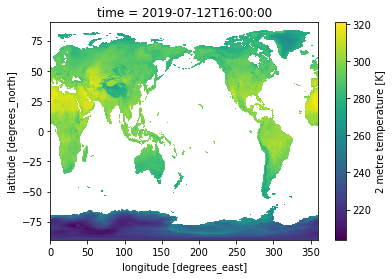 time = 2019-07-12T16:00:00
75
50
25
0
−25
−50
−75
latitude [degrees_north]
0 50 100 150 200 250 300 350
longitude [degrees_east]
320
300
280
260
240
220
2 metre temperature [K]